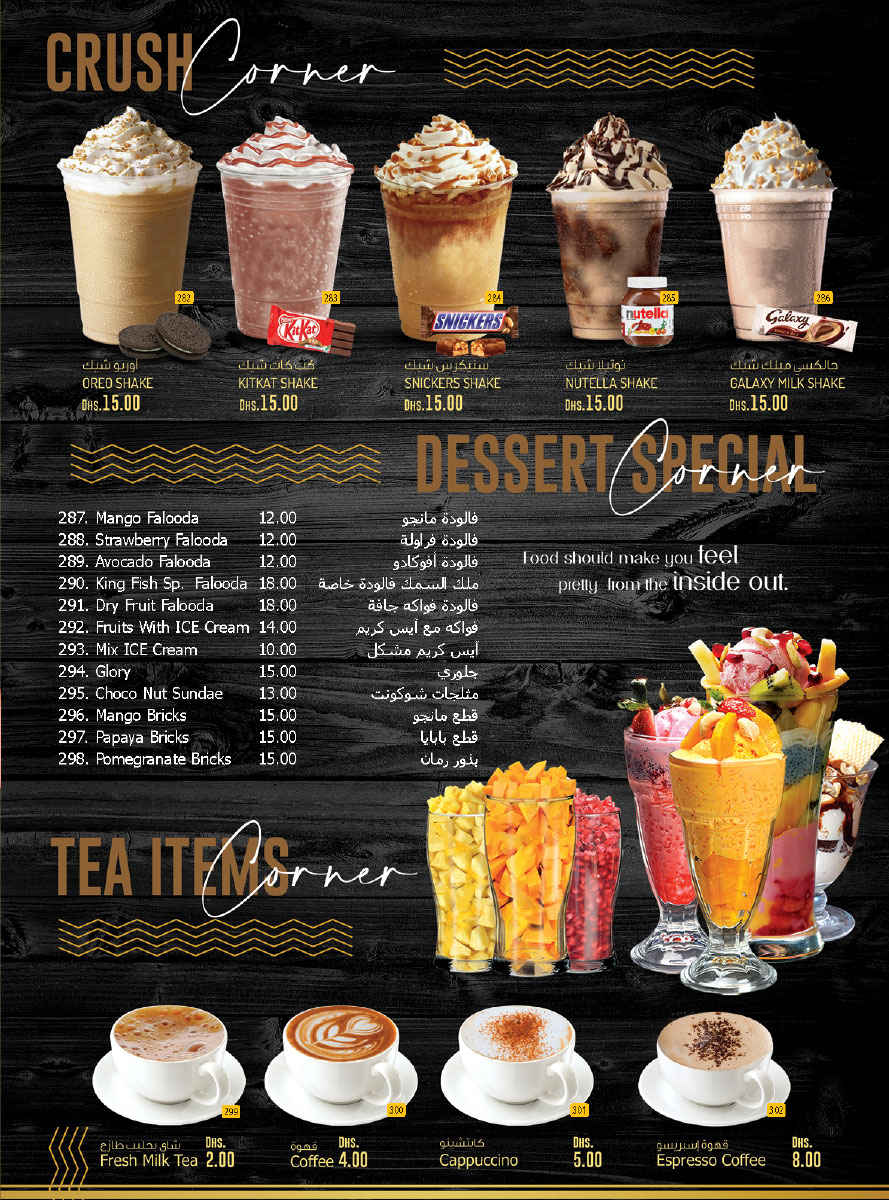 CRUSH Corner
282
283
284
285
286
KitKat
SNICKERS
nutella
Galaxy
أوريو شيك
OREO SHAKE
DHS.15.00
كت كات شيك
KITKAT SHAKE
DHS.15.00
سنيكرس شيك
SNICKERS SHAKE
DHS.15.00
نوتيلا شيك
NUTELLA SHAKE
DHS.15.00
جالكسي ميلك شيك
GALAXY MILK SHAKE
DHS.15.00
DESSERT SPECIAL Corner
287. Mango Falooda 12.00 فالودة مانجو
288. Strawberry Falooda 12.00 فالودة فراولة
289. Avocado Falooda 12.00 فالودة أفوكادو
290. King Fish Sp. Falooda 18.00 ملك السمك فالودة خاصة
291. Dry Fruit Falooda 18.00 فالودة فواكه جافة
292. Fruits With ICE Cream 14.00 فواكه مع آيس كريم
293. Mix ICE Cream 10.00 آيس كريم مشكل
294. Glory 15.00 جلوري
295. Choco Nut Sundae 13.00 مثلجات شوكونت
296. Mango Bricks 15.00 قطع مانجو
297. Papaya Bricks 15.00 قطع بابايا
298. Pomegranate Bricks 15.00 بذور رمان
Food should make you feel
pretty from the inside out.
TEA ITEMS Corner
299
300
301
302
شاي بحليب طازج
Fresh Milk Tea DHS. 2.00
قهوة
Coffee DHS. 4.00
كابتشينو
Cappuccino DHS. 5.00
قهوة إسبريسو
Espresso Coffee DHS. 8.00